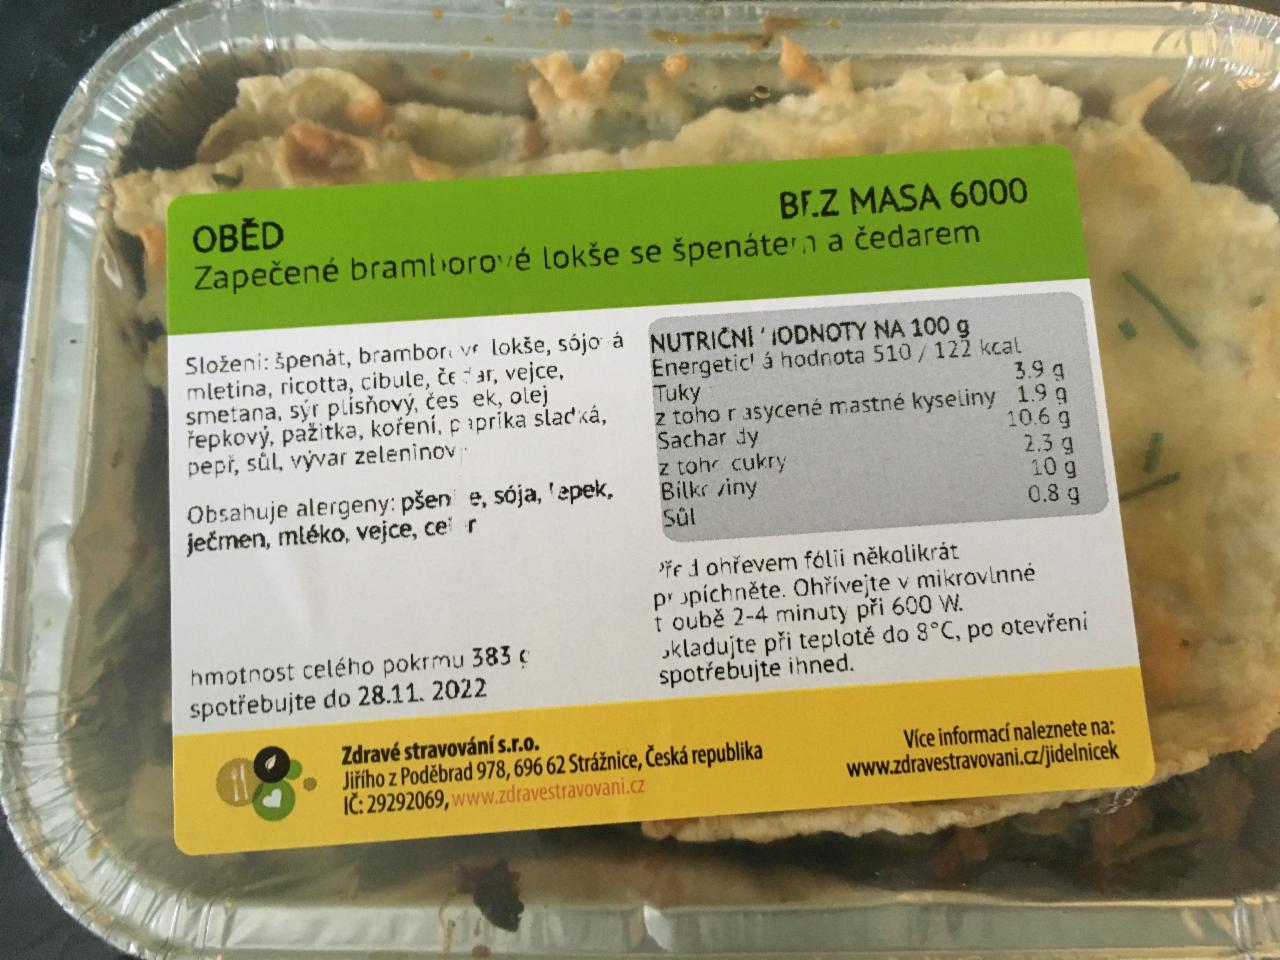 OBĚD
BEZ MASA 6000
Zapečené bramborové lokše se špenátem a čedarem
Složení: špenát, bramborové lokše, sójová
mletina, ricotta, cibule, čedar, vejce,
smetana, sýr plísňový, česnek, olej
řepkový, pažitka, koření, paprika sladká,
pepř, sůl, vývar zeleninový
Obsahuje alergeny: pšenice, sója, lepek,
ječmen, mléko, vejce, celer
hmotnost celého pokrmu 383 g
spotřebujte do 28.11. 2022
NUTRIČNÍ HODNOTY NA 100 g
Energetická hodnota 510 / 122 kcal
Tuky 3.9 g
z toho nasycené mastné kyseliny 1.9 g
Sacharidy 10.6 g
z toho cukry 2.3 g
Bílkoviny 10 g
Sůl 0.8 g
Před ohřevem fólii několikrát
propíchněte. Ohřívejte v mikrovlnné
troubě 2-4 minuty při 600 W.
Skladujte při teplotě do 8°C, po otevření
spotřebujte ihned.
Zdravé stravování s.r.o.
Jiřího z Poděbrad 978, 696 62 Strážnice, Česká republika
IČ: 29292069, www.zdravestravovani.cz
Více informací naleznete na:
www.zdravestravovani.cz/jidelnicek